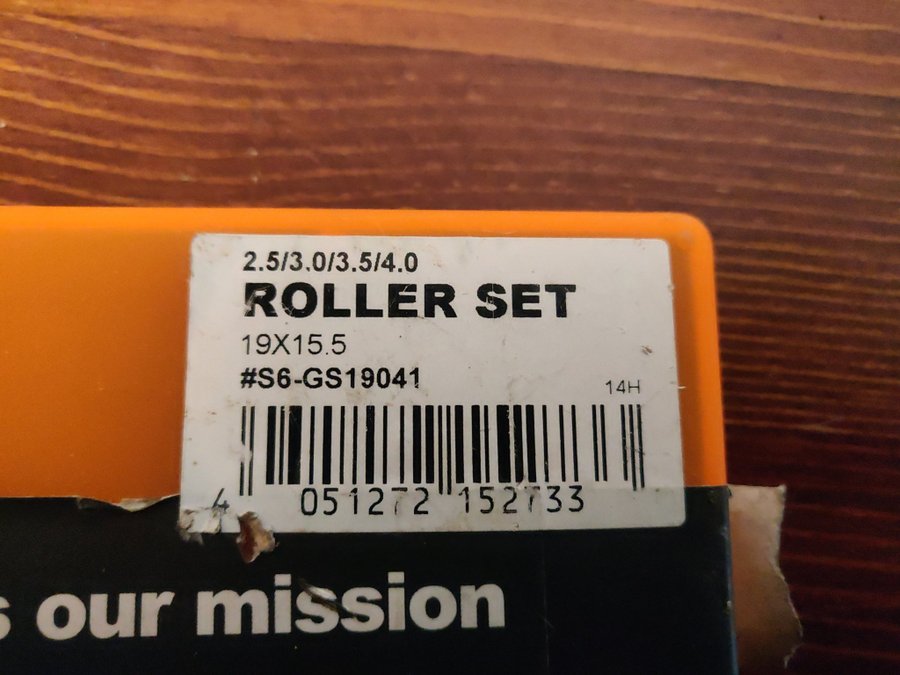 2.5/3.0/3.5/4.0
ROLLER SET
19X15.5
#S6-GS19041
14H
4 051272 152733
our mission